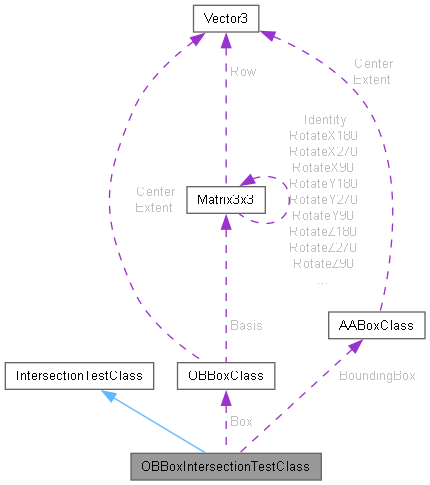 Vector3
Center
Extent
Row
Identity
RotateX180
RotateX270
RotateX90
RotateY180
RotateY270
RotateY90
RotateZ180
RotateZ270
RotateZ90
...
Center
Extent
Matrix3x3
Basis
AABoxClass
IntersectionTestClass
OBBoxClass
BoundingBox
Box
OBBoxIntersectionTestClass